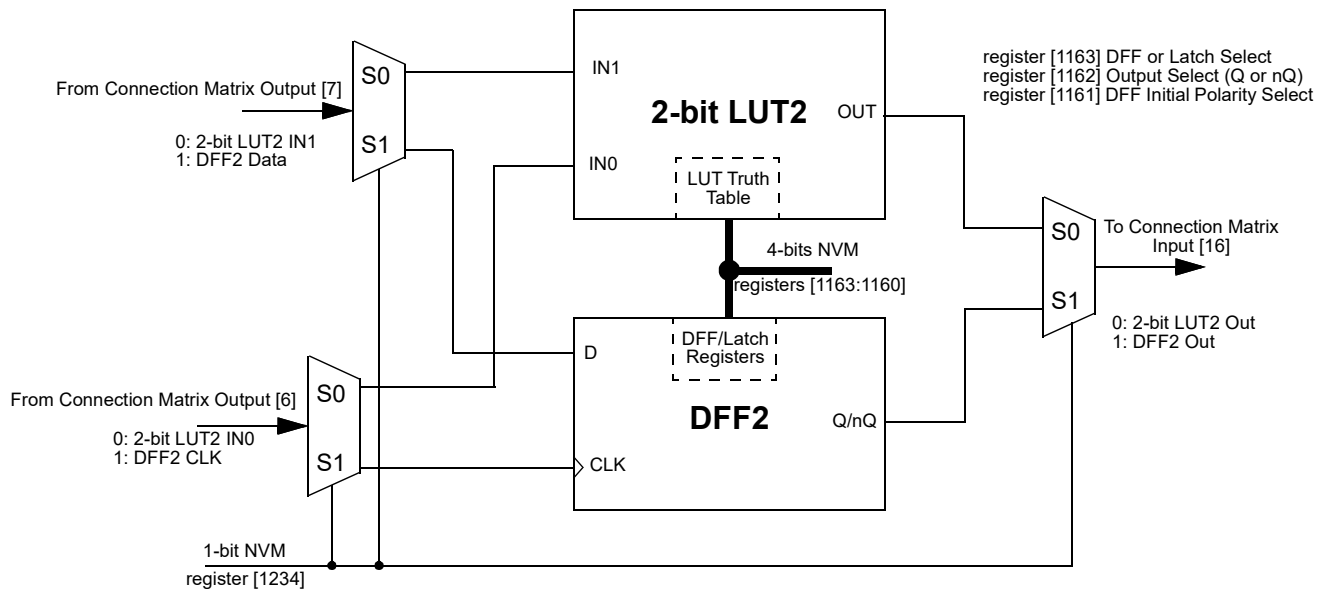 register [1163] DFF or Latch Select
register [1162] Output Select (Q or nQ)
register [1161] DFF Initial Polarity Select
From Connection Matrix Output [7]
0: 2-bit LUT2 IN1
1: DFF2 Data
S0
S1
IN1
IN0
2-bit LUT2
OUT
LUT Truth
Table
4-bits NVM
registers [1163:1160]
S0
S1
To Connection Matrix
Input [16]
0: 2-bit LUT2 Out
1: DFF2 Out
From Connection Matrix Output [6]
0: 2-bit LUT2 IN0
1: DFF2 CLK
S0
S1
D
DFF/Latch
Registers
DFF2
Q/nQ
CLK
1-bit NVM
register [1234]